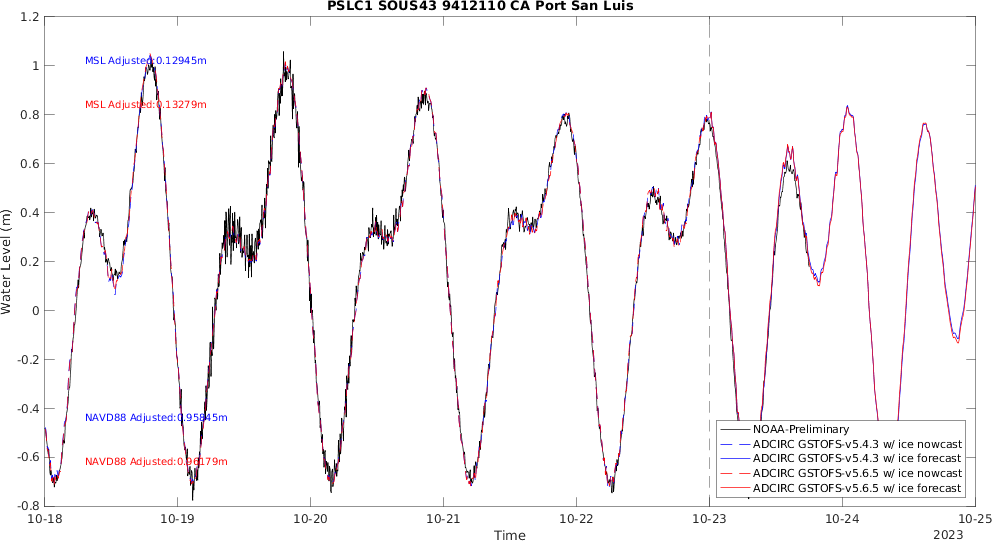 PSLC1 SOUS43 9412110 CA Port San Luis
1.2
1
0.8
0.6
0.4
0.2
0
-0.2
-0.4
-0.6
-0.8
Water Level (m)
MSL Adjusted:0.12945m
MSL Adjusted:0.13279m
NAVD88 Adjusted:0.95845m
NAVD88 Adjusted:0.96179m
NOAA-Preliminary
ADCIRC GSTOFS-v5.4.3 w/ ice nowcast
ADCIRC GSTOFS-v5.4.3 w/ ice forecast
ADCIRC GSTOFS-v5.6.5 w/ ice nowcast
ADCIRC GSTOFS-v5.6.5 w/ ice forecast
10-18 10-19 10-20 10-21 10-22 10-23 10-24 10-25
Time
2023